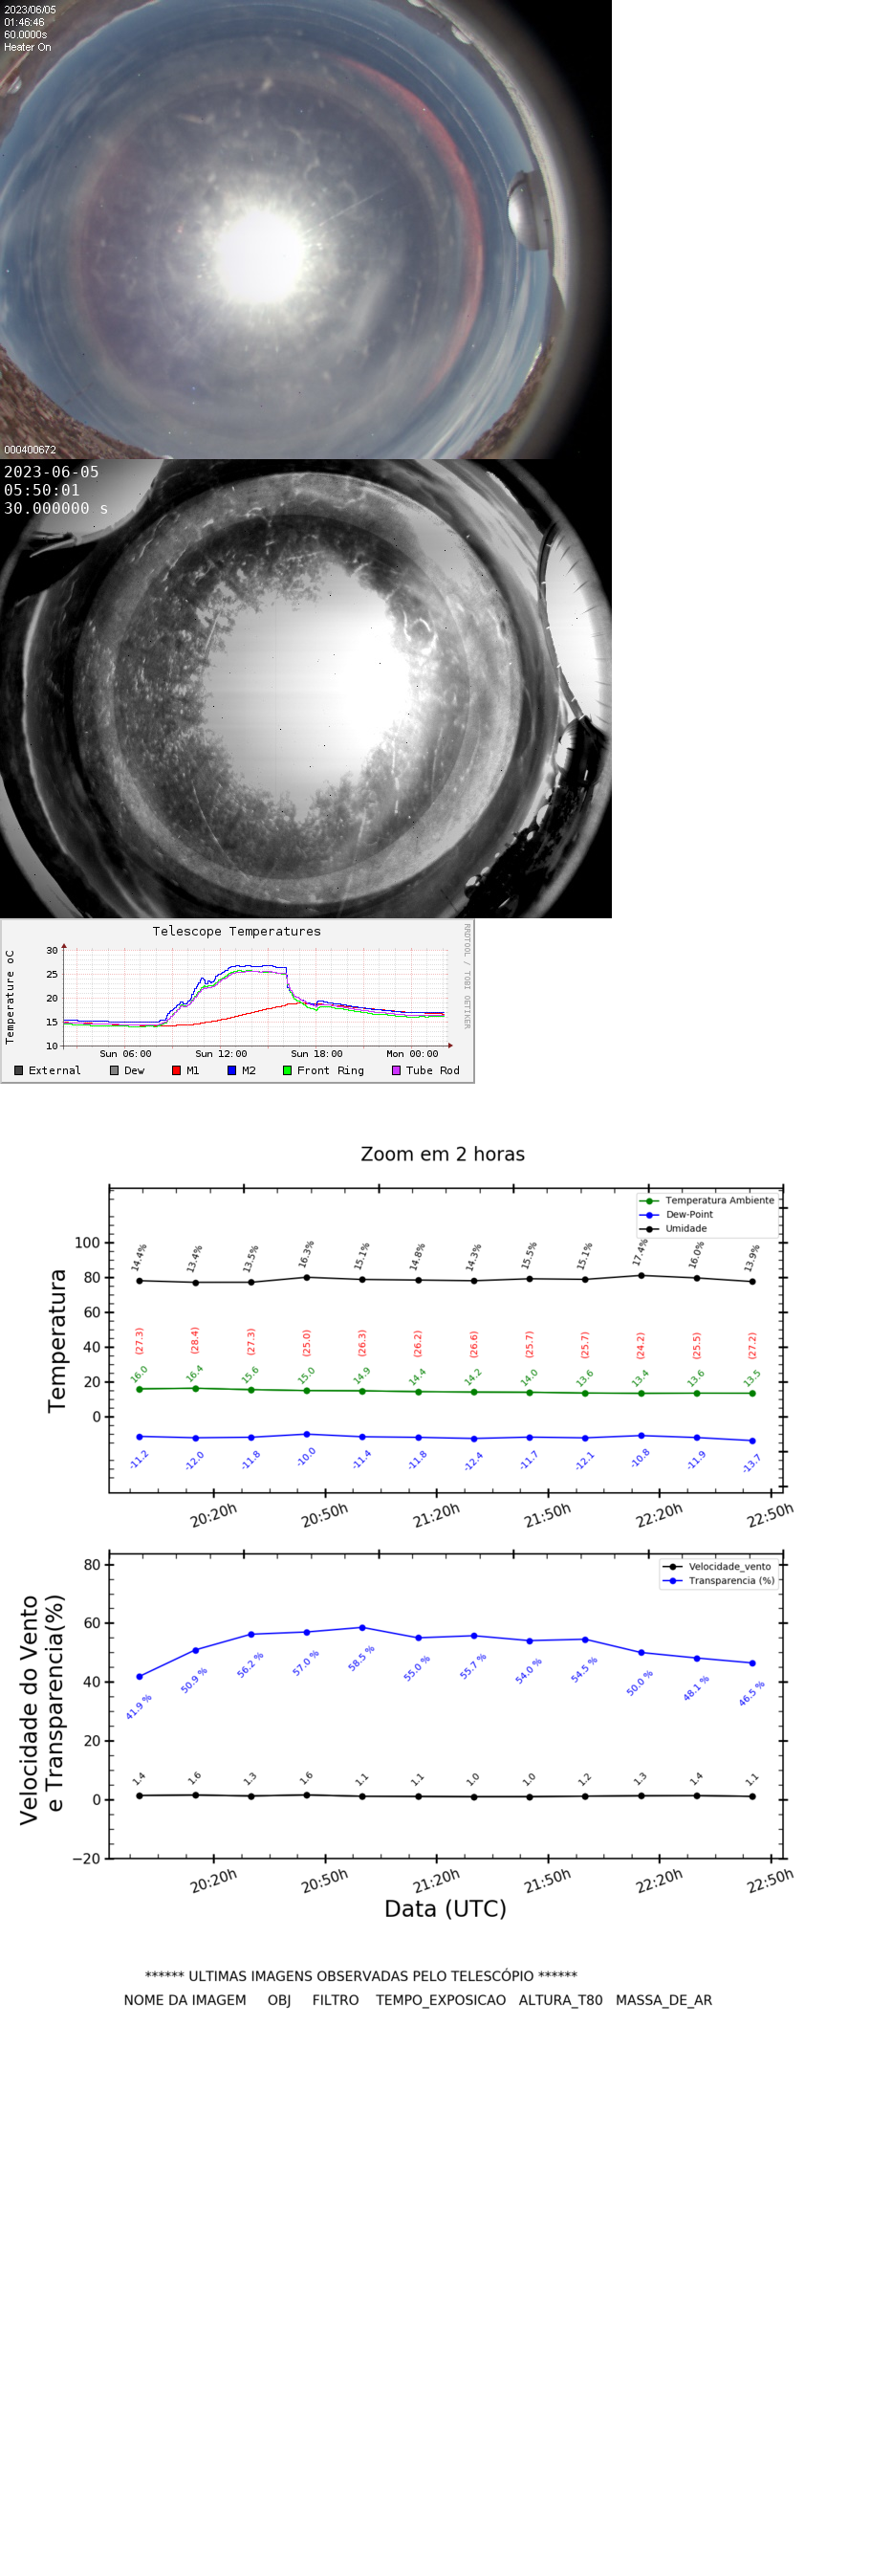 2023/06/05
01:46:46
60.0000s
Heater On
000400672
2023-06-05
05:50:01
30.000000 s
Telescope Temperatures
RRDTOOL / TOBI OETIKER
Temperature oC
30
25
20
15
10
Sun 06:00 Sun 12:00 Sun 18:00 Mon 00:00
External Dew M1 M2 Front Ring Tube Rod
Zoom em 2 horas
Temperatura Ambiente
Dew-Point
Umidade
Temperatura
100
80
60
40
20
0
14.4% 13.4% 13.5% 16.3% 15.1% 14.8% 14.3% 15.5% 15.1% 17.4% 16.0% 13.9%
(27.3) (28.4) (27.3) (25.0) (26.3) (26.2) (26.6) (25.7) (25.7) (24.2) (25.5) (27.2)
16.0 16.4 15.6 15.0 14.9 14.4 14.2 14.0 13.6 13.4 13.6 13.5
-11.2 -12.0 -11.8 -10.0 -11.4 -11.8 -12.4 -11.7 -12.1 -10.8 -11.9 -13.7
20:20h 20:50h 21:20h 21:50h 22:20h 22:50h
Velocidade_vento
Transparencia (%)
Velocidade do Vento
e Transparencia(%)
80
60
40
20
0
−20
41.9 % 50.9 % 56.2 % 57.0 % 58.5 % 55.0 % 55.7 % 54.0 % 54.5 % 50.0 % 48.1 % 46.5 %
1.4 1.6 1.3 1.6 1.1 1.1 1.0 1.0 1.2 1.3 1.4 1.1
20:20h 20:50h 21:20h 21:50h 22:20h 22:50h
Data (UTC)
****** ULTIMAS IMAGENS OBSERVADAS PELO TELESCÓPIO ******
NOME DA IMAGEM OBJ FILTRO TEMPO_EXPOSICAO ALTURA_T80 MASSA_DE_AR